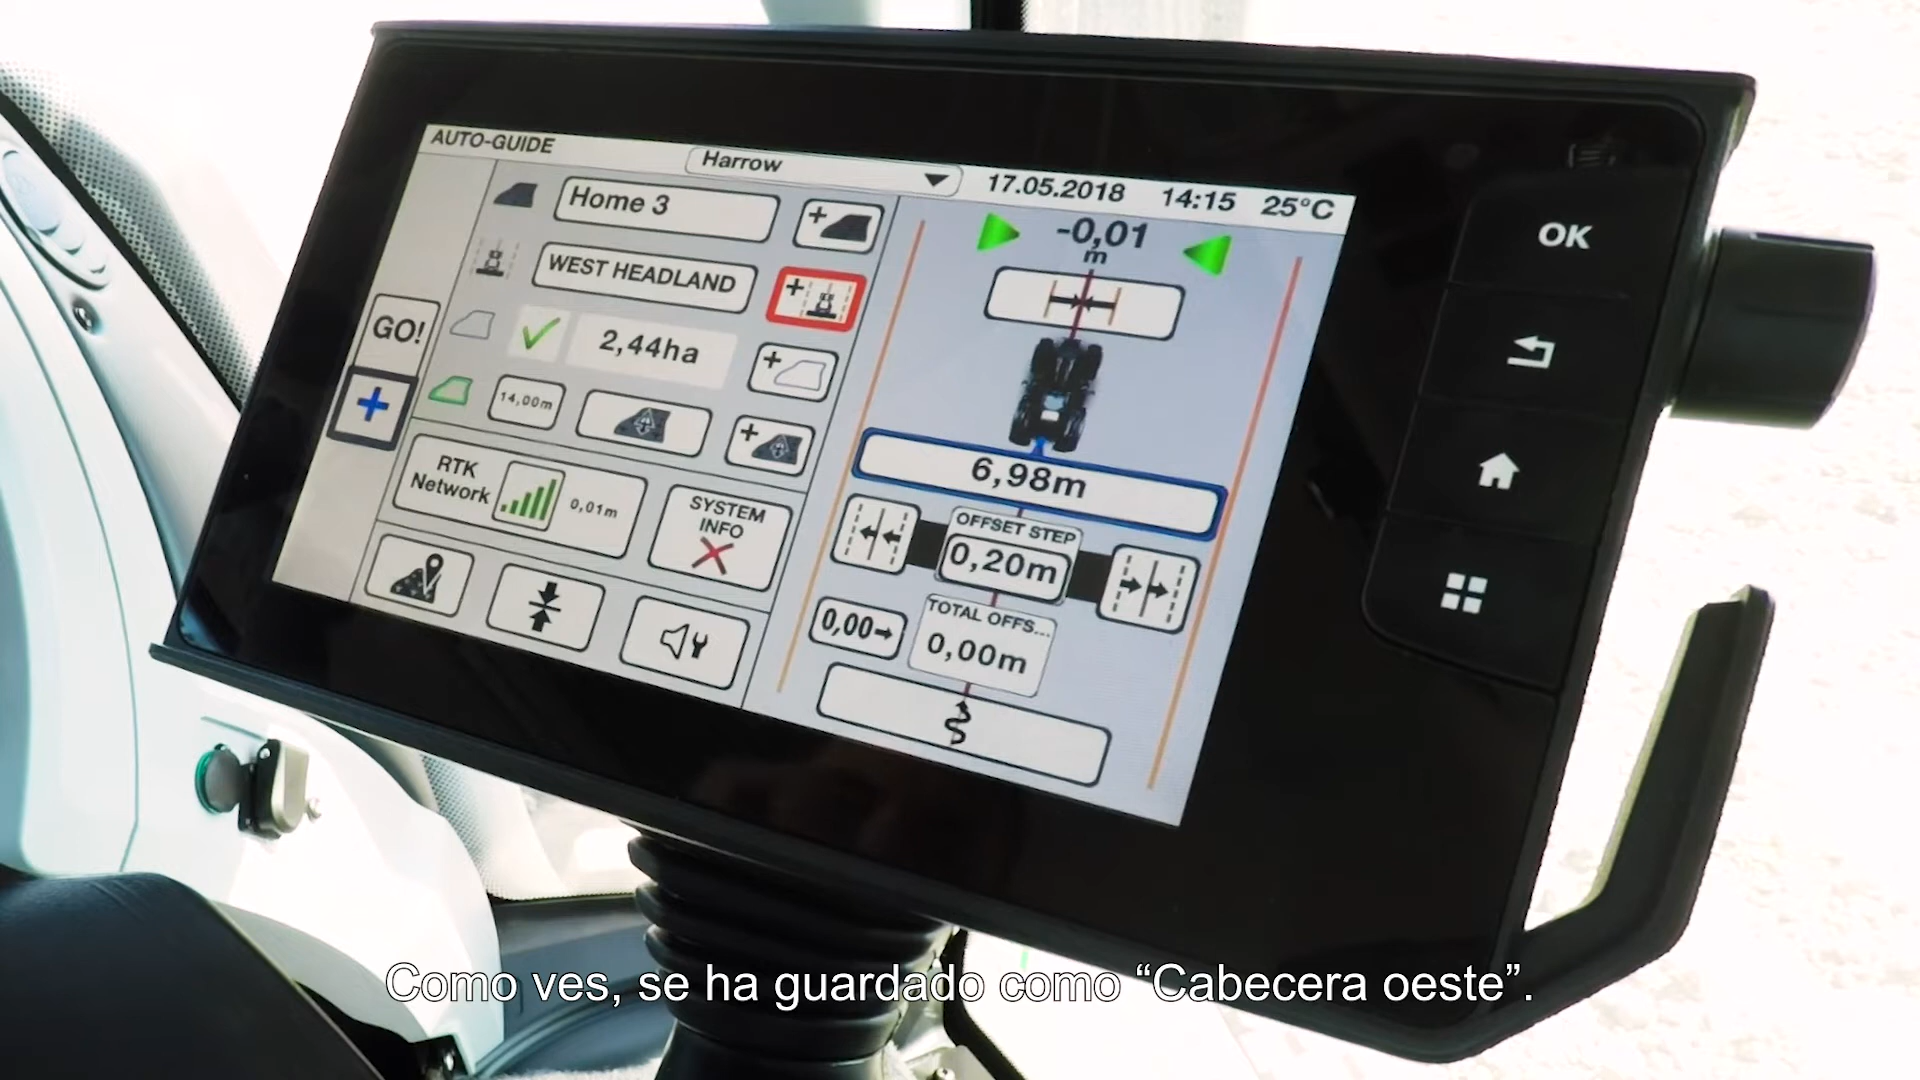 AUTO-GUIDE
Harrow
17.05.2018
14:15
25°C
Home 3
WEST HEADLAND
GO!
2,44ha
14,00m
RTK
Network
0,01m
SYSTEM
INFO
-0,01
m
6,98m
OFFSET STEP
0,20m
0,00
TOTAL OFFS...
0,00m
OK
Como ves, se ha guardado como “Cabecera oeste”.